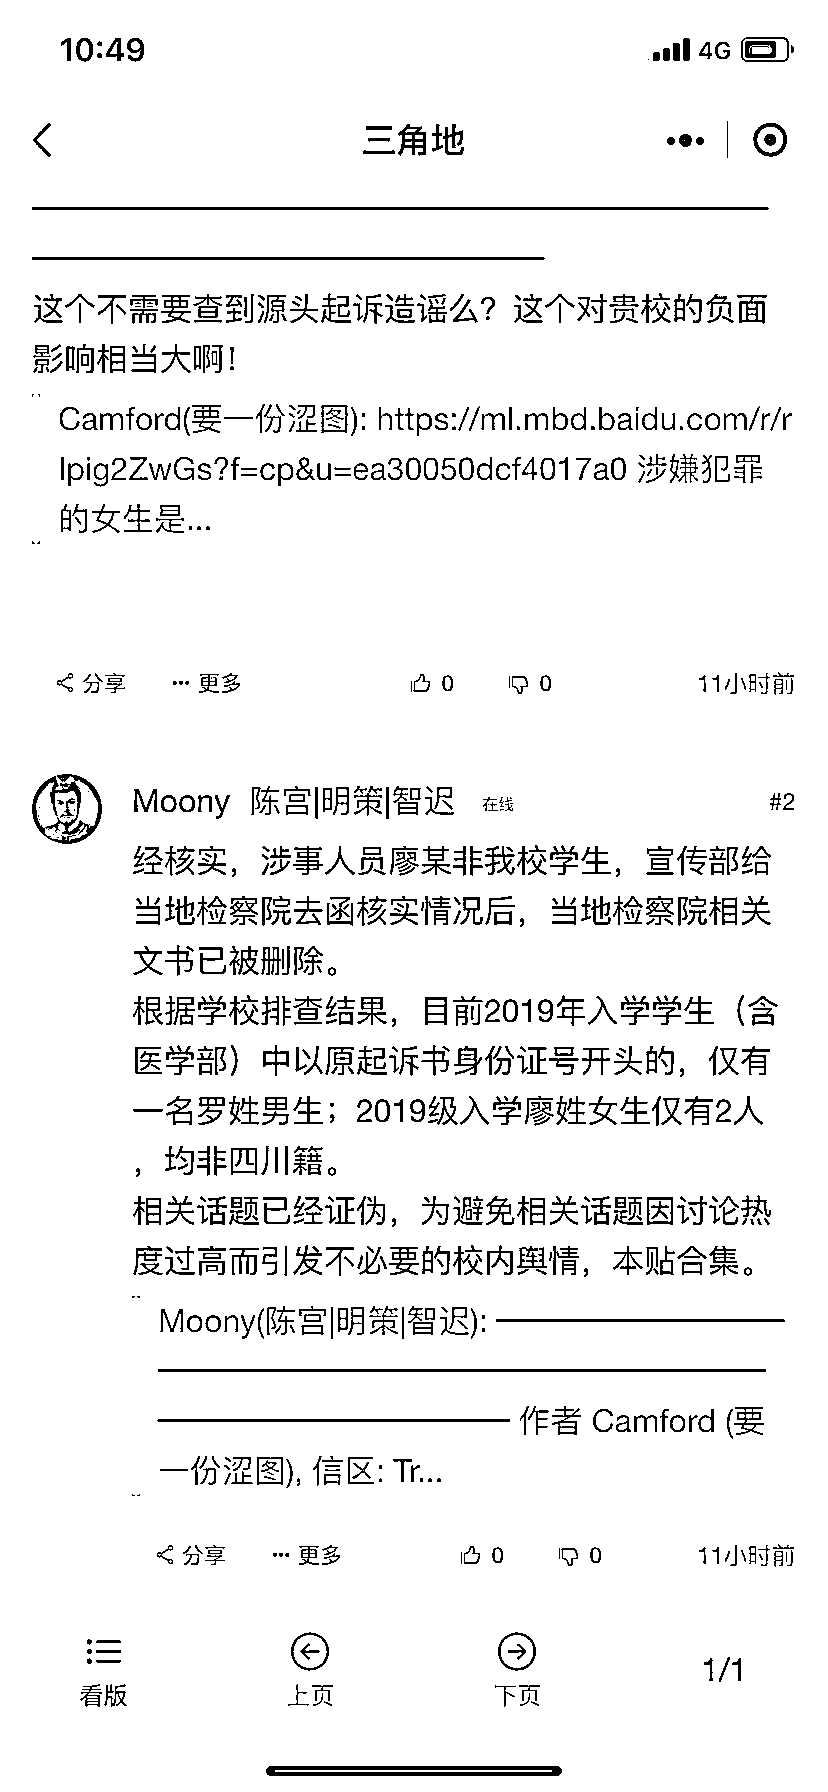 10:49
4G
三角地
这个不需要查到源头起诉造谣么？这个对贵校的负面
影响相当大啊！
Camford(要一份涩图): https://ml.mbd.baidu.com/r/r
lpig2ZwGs?f=cp&u=ea30050dcf4017a0 涉嫌犯罪
的女生是...
分享 ··· 更多 0 0 11小时前
Moony 陈宫|明策|智迟 在线 #2
经核实，涉事人员廖某非我校学生，宣传部给
当地检察院去函核实情况后，当地检察院相关
文书已被删除。
根据学校排查结果，目前2019年入学学生（含
医学部）中以原起诉书身份证号开头的，仅有
一名罗姓男生；2019级入学廖姓女生仅有2人
，均非四川籍。
相关话题已经证伪，为避免相关话题因讨论热
度过高而引发不必要的校内舆情，本贴合集。
Moony(陈宫|明策|智迟): —————————
———————————————————
——————————— 作者 Camford (要
一份涩图), 信区: Tr...
分享 ··· 更多 0 0 11小时前
看版 上页 下页 1/1